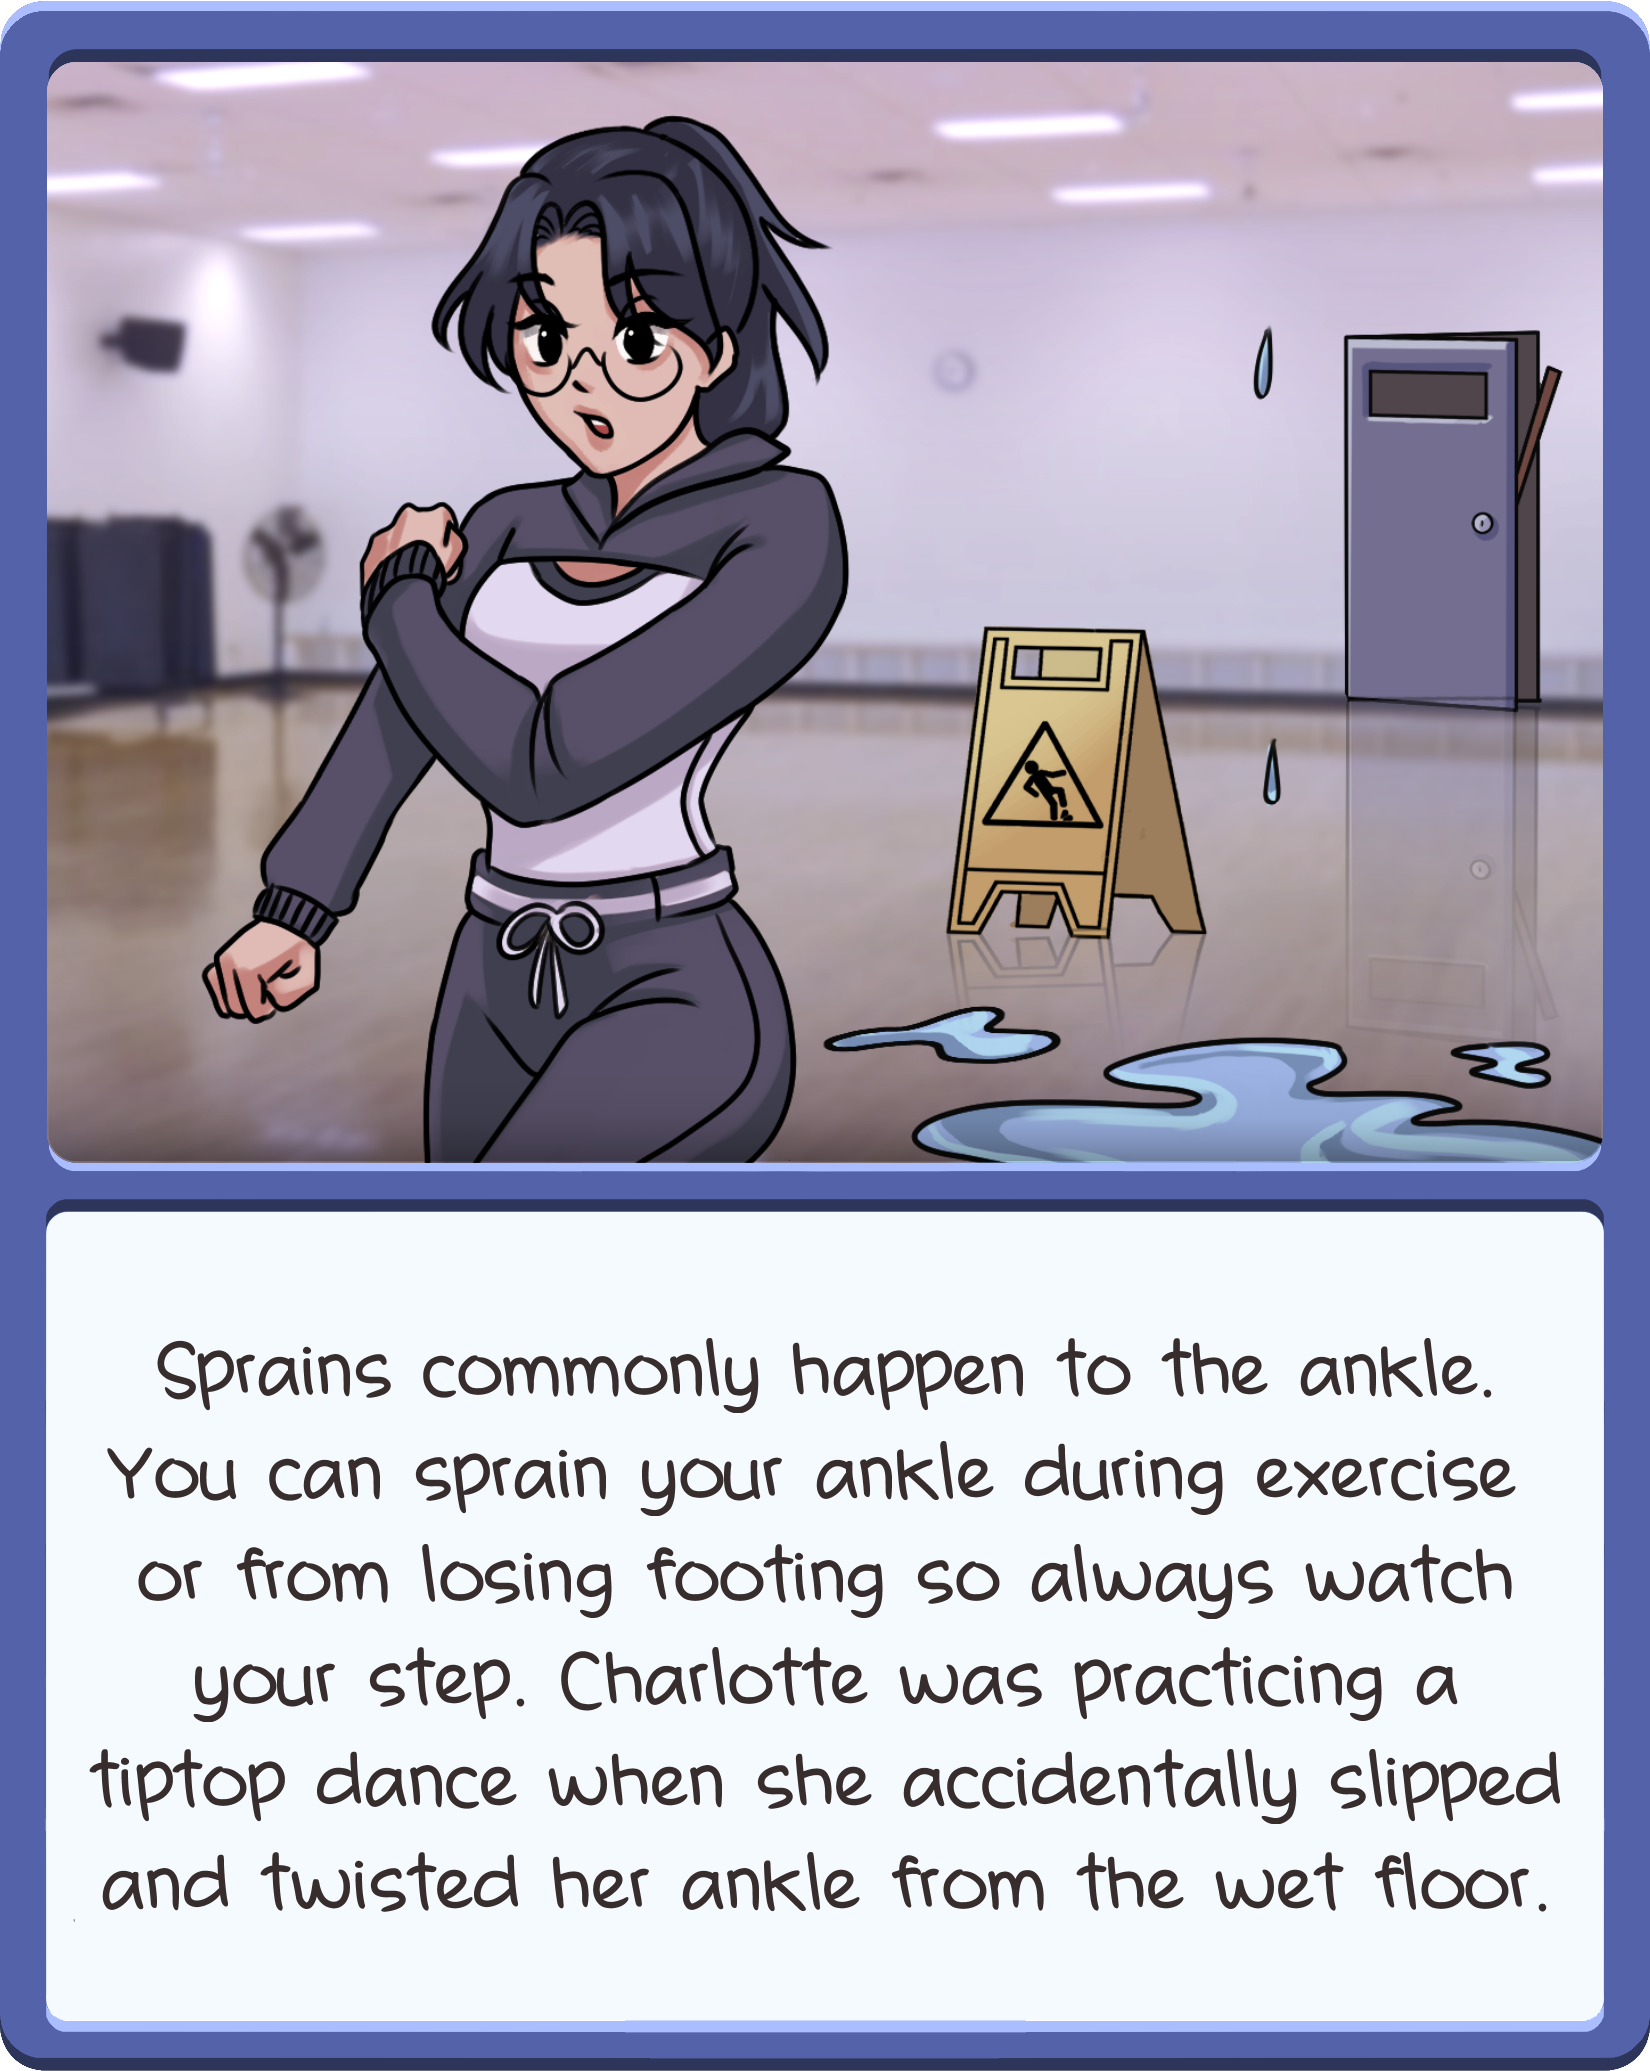 Sprains commonly happen to the ankle.
You can sprain your ankle during exercise
or from losing footing so always watch
your step. Charlotte was practicing a
tiptop dance when she accidentally slipped
and twisted her ankle from the wet floor.